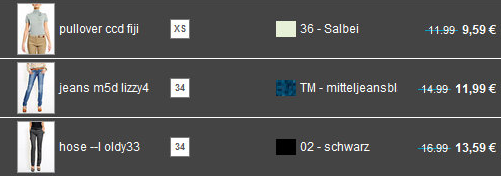 pullover ccd fiji XS 36 - Salbei 11.99 9,59 €
jeans m5d lizzy4 34 TM - mitteljeansbl 14.99 11,99 €
hose --l oldy33 34 02 - schwarz 16.99 13,59 €